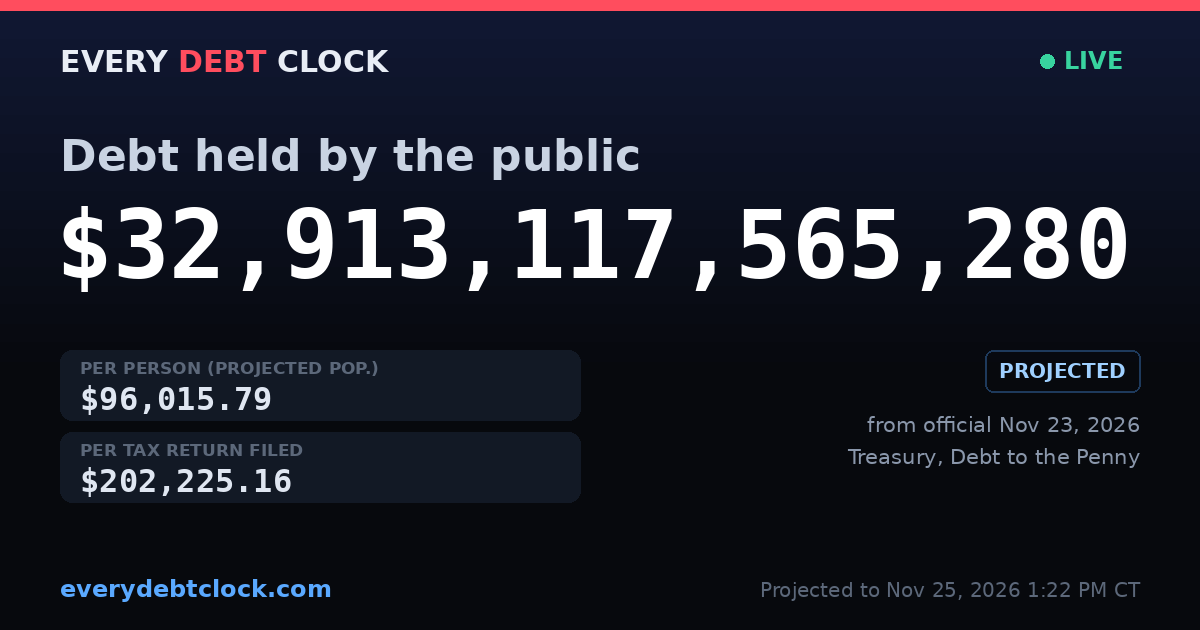 EVERY DEBT CLOCK
LIVE
Debt held by the public
$32,913,117,565,280
PER PERSON (PROJECTED POP.)
$96,015.79
PER TAX RETURN FILED
$202,225.16
PROJECTED
from official Nov 23, 2026
Treasury, Debt to the Penny
everydebtclock.com
Projected to Nov 25, 2026 1:22 PM CT